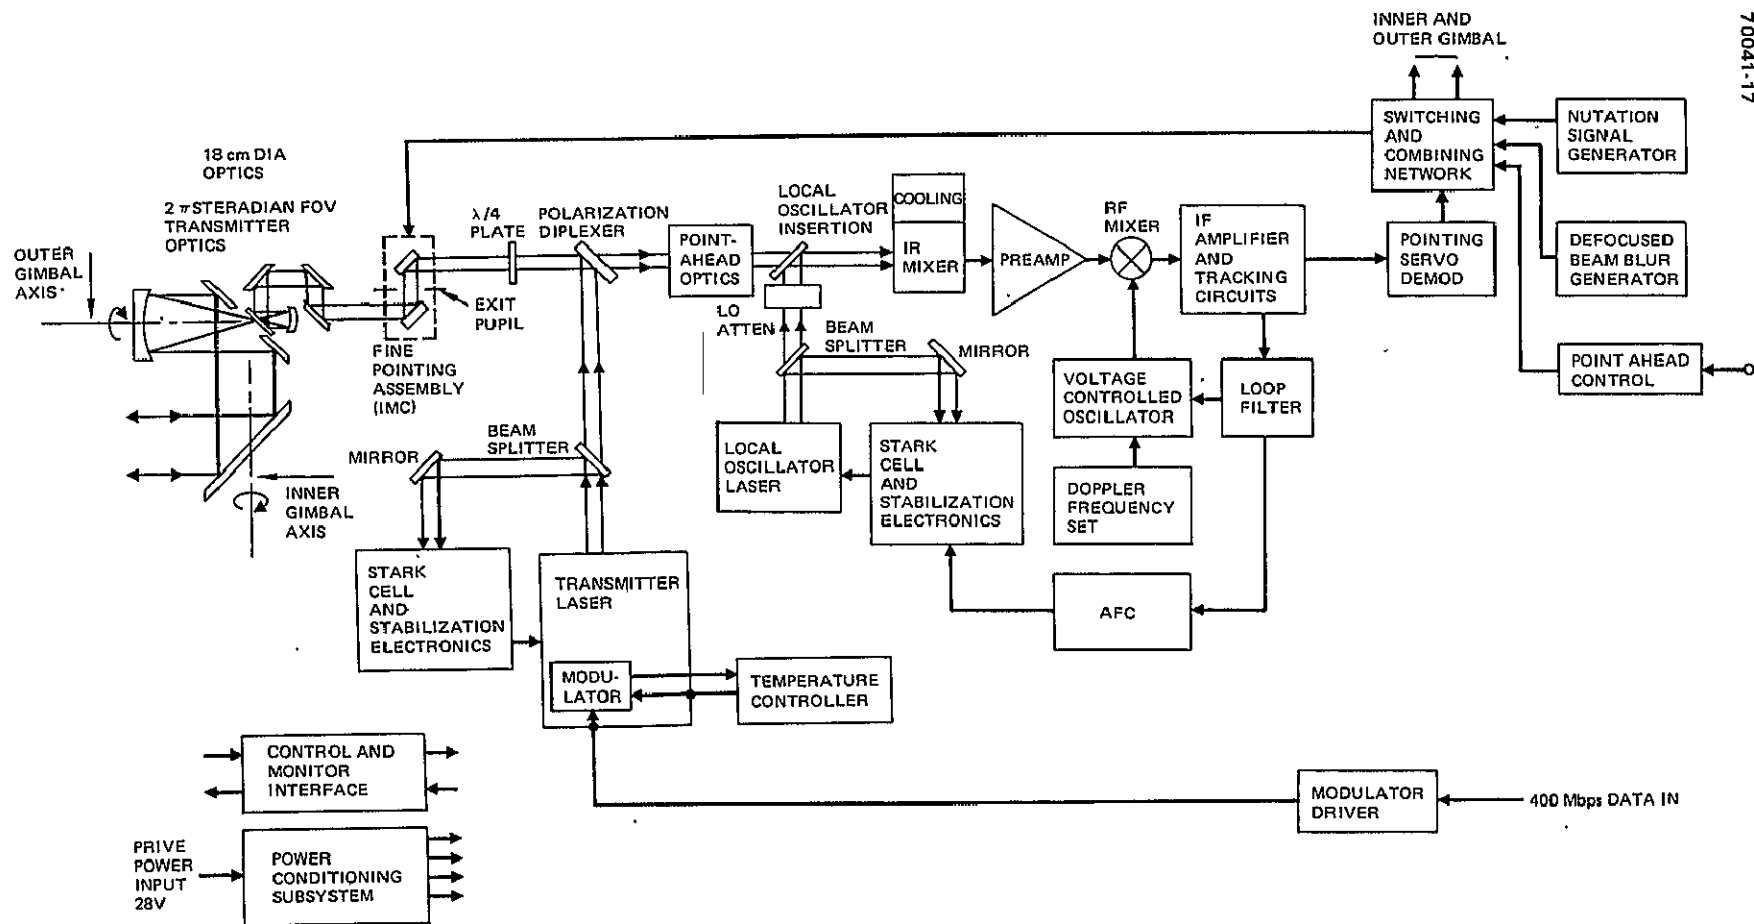 70041-17
INNER AND
OUTER GIMBAL
SWITCHING
AND
COMBINING
NETWORK
NUTATION
SIGNAL
GENERATOR
18 cm DIA
OPTICS
2 π STERADIAN FOV
TRANSMITTER
OPTICS
OUTER
GIMBAL
AXIS
λ/4
PLATE
POLARIZATION
DIPLEXER
LOCAL
OSCILLATOR
INSERTION
COOLING
IR
MIXER
PREAMP
RF
MIXER
IF
AMPLIFIER
AND
TRACKING
CIRCUITS
POINTING
SERVO
DEMOD
DEFOCUSED
BEAM BLUR
GENERATOR
POINT-
AHEAD
OPTICS
EXIT
PUPIL
FINE
POINTING
ASSEMBLY
(IMC)
LO
ATTEN
BEAM
SPLITTER
MIRROR
VOLTAGE
CONTROLLED
OSCILLATOR
LOOP
FILTER
POINT AHEAD
CONTROL
INNER
GIMBAL
AXIS
MIRROR
BEAM
SPLITTER
LOCAL
OSCILLATOR
LASER
STARK
CELL
AND
STABILIZATION
ELECTRONICS
DOPPLER
FREQUENCY
SET
STARK
CELL
AND
STABILIZATION
ELECTRONICS
TRANSMITTER
LASER
MODU-
LATOR
TEMPERATURE
CONTROLLER
AFC
CONTROL AND
MONITOR
INTERFACE
MODULATOR
DRIVER
400 Mbps DATA IN
PRIVE
POWER
INPUT
28V
POWER
CONDITIONING
SUBSYSTEM